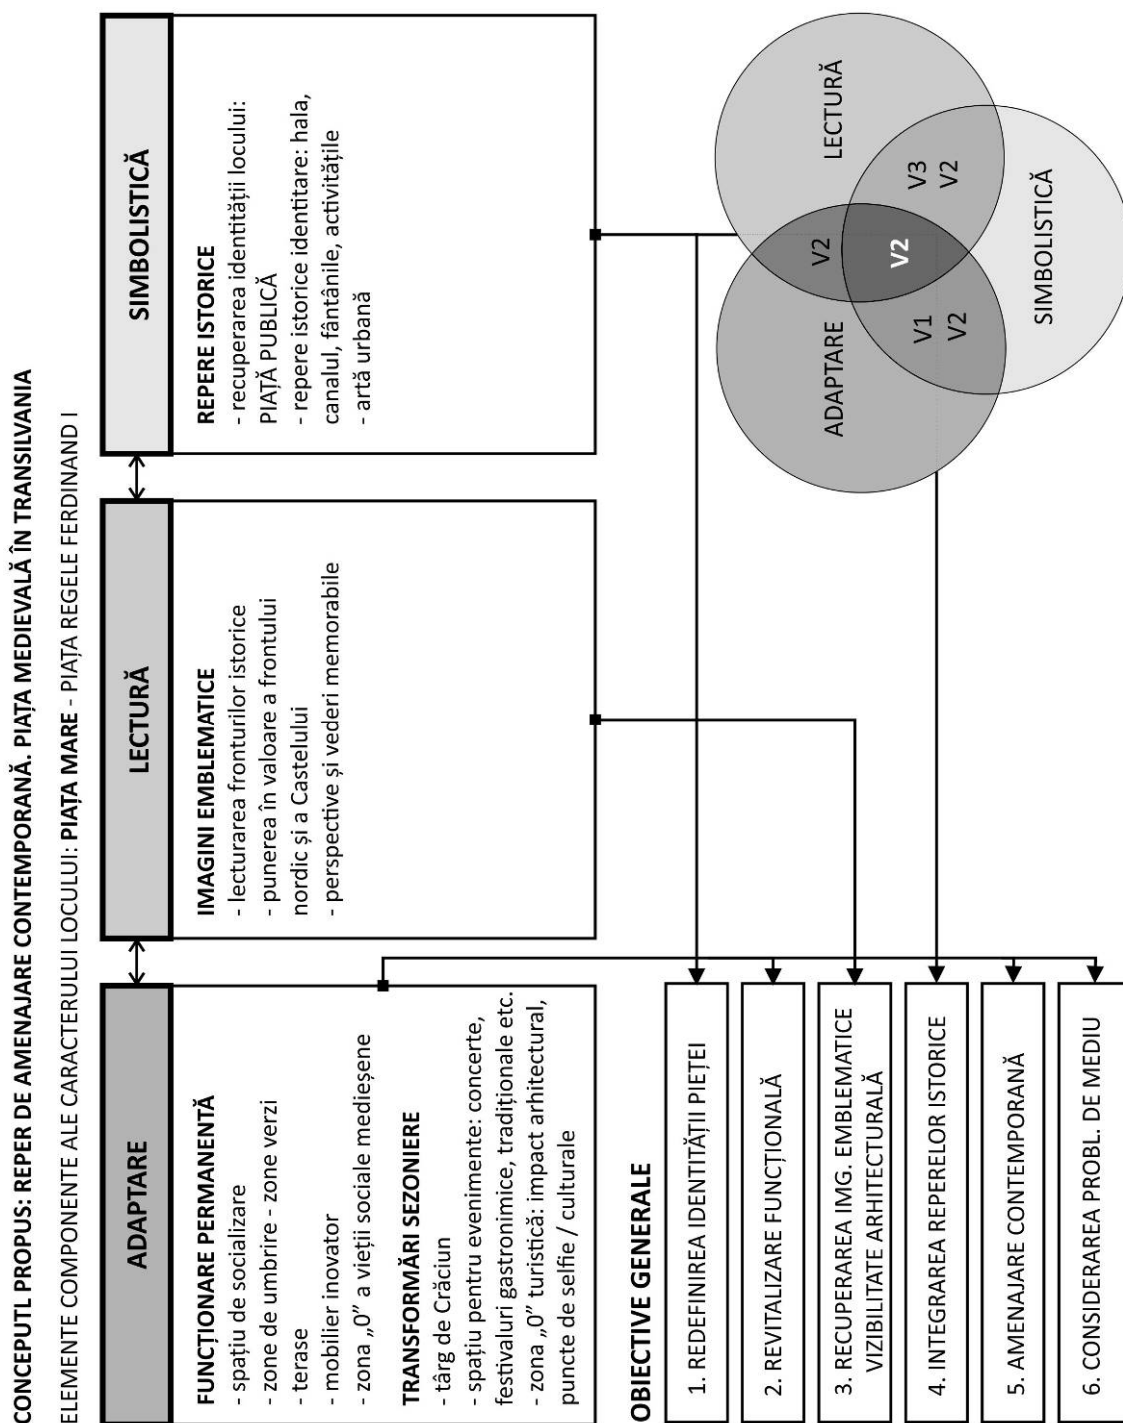 CONCEPUTL PROPUS: REPER DE AMENAJARE CONTEMPORANĂ. PIAȚA MEDIEVALĂ ÎN TRANSILVANIA
ELEMENTE COMPONENTE ALE CARACTERULUI LOCULUI: PIAȚA MARE - PIAȚA REGELE FERDINAND I
ADAPTARE
FUNCȚIONARE PERMANENTĂ
- spațiu de socializare
- zone de umbrire - zone verzi
- terase
- mobilier inovator
- zona „0” a vieții sociale medieșene
TRANSFORMĂRI SEZONIERE
- târg de Crăciun
- spațiu pentru evenimente: concerte,
festivaluri gastronimice, tradiționale etc.
- zona „0” turistică: impact arhitectural,
puncte de selfie / culturale
LECTURĂ
IMAGINI EMBLEMATICE
- lecturarea fronturilor istorice
- punerea în valoare a frontului
nordic și a Castelului
- perspective și vederi memorabile
SIMBOLISTICĂ
REPERE ISTORICE
- recuperarea identității locului:
PIAȚĂ PUBLICĂ
- repere istorice identitare: hala,
canalul, fântânile, activitățile
- artă urbană
OBIECTIVE GENERALE
1. REDEFINIREA IDENTITĂȚII PIEȚEI
2. REVITALIZARE FUNCȚIONALĂ
3. RECUPERAREA IMG. EMBLEMATICE
VIZIBILITATE ARHITECTURALĂ
4. INTEGRAREA REPERELOR ISTORICE
5. AMENAJARE CONTEMPORANĂ
6. CONSIDERAREA PROBL. DE MEDIU
ADAPTARE
V2
LECTURĂ
V1
V2
V2
V3
V2
SIMBOLISTICĂ